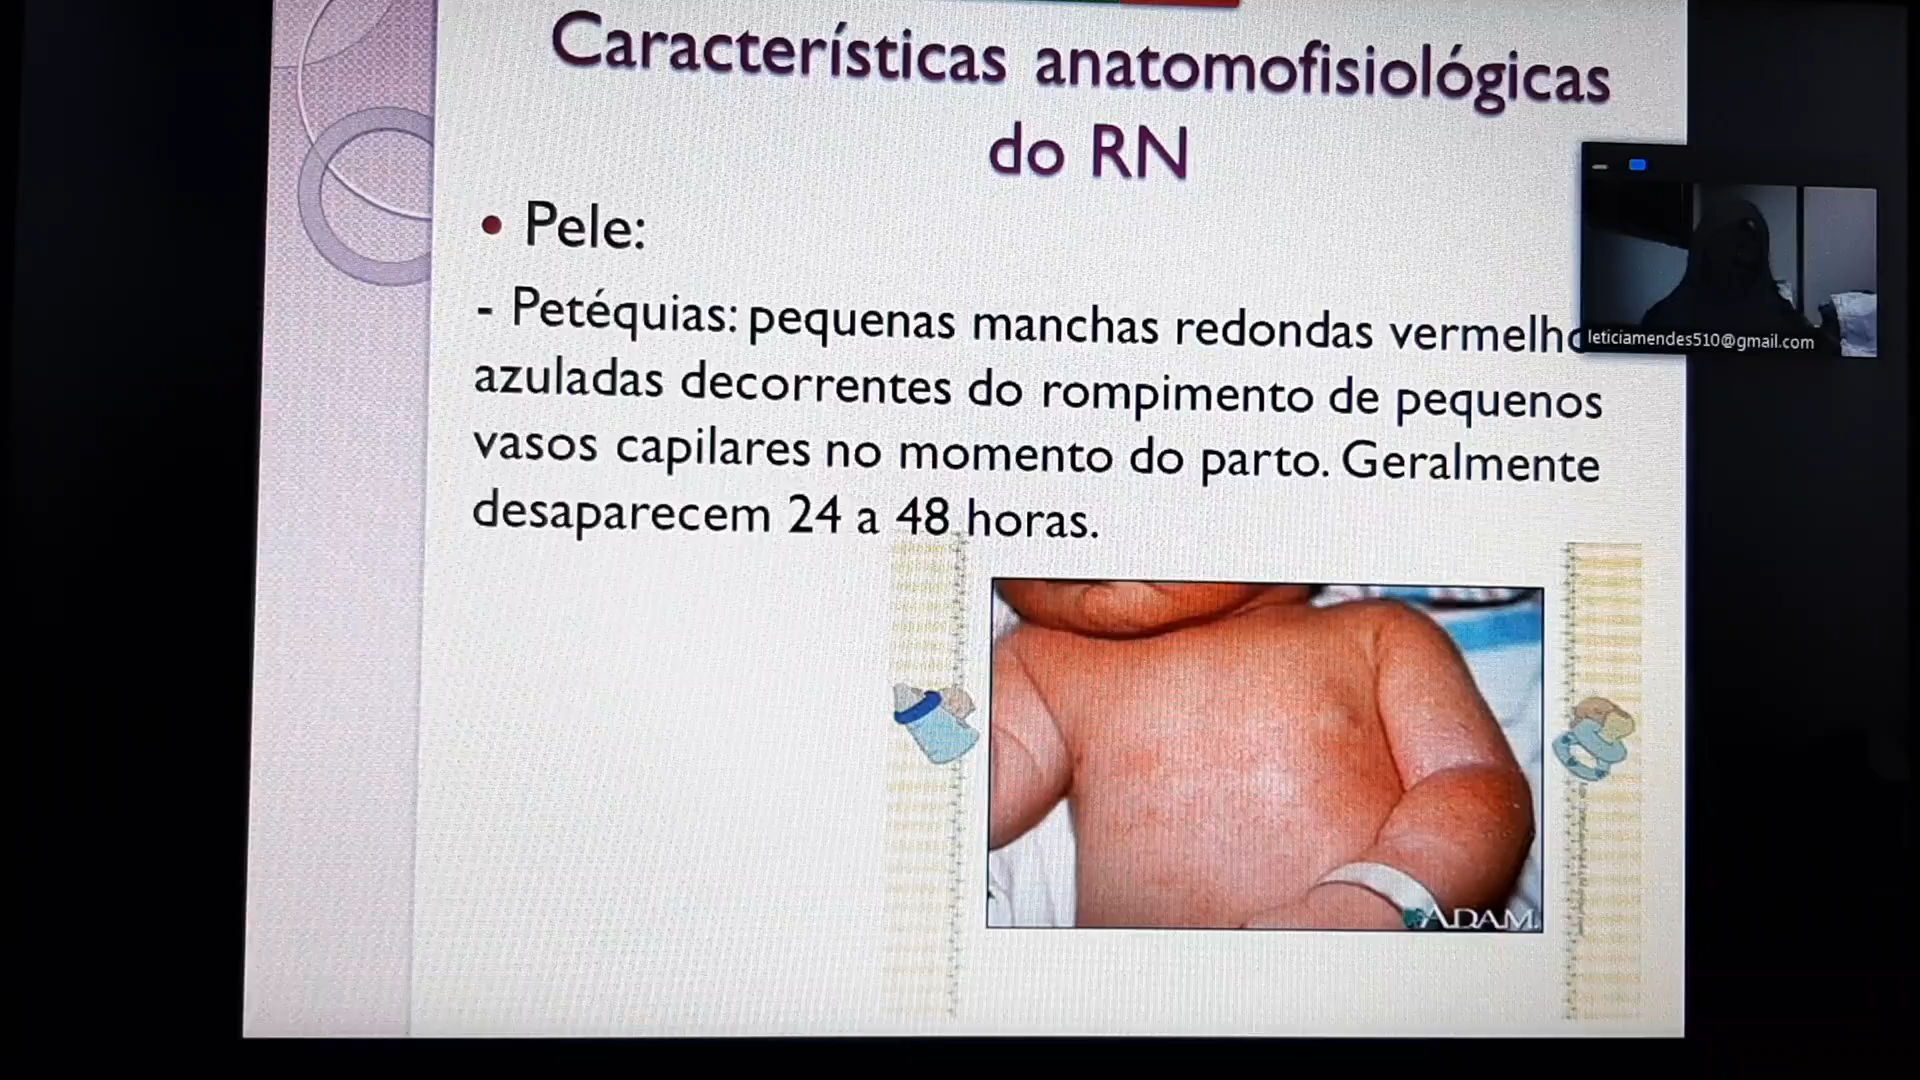 Características anatomofisiológicas
do RN
• Pele:
- Petéquias: pequenas manchas redondas vermelho
leticiamendes510@gmail.com
azuladas decorrentes do rompimento de pequenos
vasos capilares no momento do parto. Geralmente
desaparecem 24 a 48 horas.
ADAM.